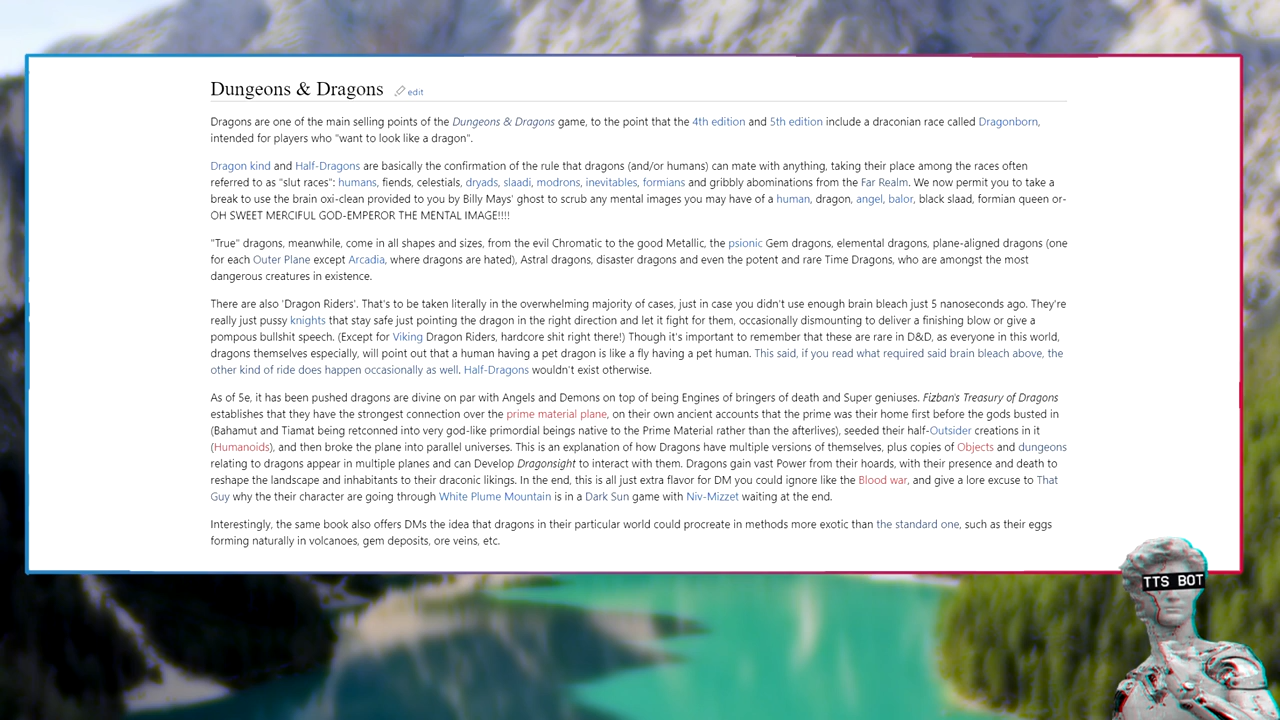 Dungeons & Dragons edit
Dragons are one of the main selling points of the Dungeons & Dragons game, to the point that the 4th edition and 5th edition include a draconian race called Dragonborn,
intended for players who "want to look like a dragon".
Dragon kind and Half-Dragons are basically the confirmation of the rule that dragons (and/or humans) can mate with anything, taking their place among the races often
referred to as "slut races": humans, fiends, celestials, dryads, slaadi, modrons, inevitables, formians and gribbly abominations from the Far Realm. We now permit you to take a
break to use the brain oxi-clean provided to you by Billy Mays' ghost to scrub any mental images you may have of a human, dragon, angel, balor, black slaad, formian queen or-
OH SWEET MERCIFUL GOD-EMPEROR THE MENTAL IMAGE!!!!
"True" dragons, meanwhile, come in all shapes and sizes, from the evil Chromatic to the good Metallic, the psionic Gem dragons, elemental dragons, plane-aligned dragons (one
for each Outer Plane except Arcadia, where dragons are hated), Astral dragons, disaster dragons and even the potent and rare Time Dragons, who are amongst the most
dangerous creatures in existence.
There are also 'Dragon Riders'. That's to be taken literally in the overwhelming majority of cases, just in case you didn't use enough brain bleach just 5 nanoseconds ago. They're
really just pussy knights that stay safe just pointing the dragon in the right direction and let it fight for them, occasionally dismounting to deliver a finishing blow or give a
pompous bullshit speech. (Except for Viking Dragon Riders, hardcore shit right there!) Though it's important to remember that these are rare in D&D, as everyone in this world,
dragons themselves especially, will point out that a human having a pet dragon is like a fly having a pet human. This said, if you read what required said brain bleach above, the
other kind of ride does happen occasionally as well. Half-Dragons wouldn't exist otherwise.
As of 5e, it has been pushed dragons are divine on par with Angels and Demons on top of being Engines of bringers of death and Super geniuses. Fizban's Treasury of Dragons
establishes that they have the strongest connection over the prime material plane, on their own ancient accounts that the prime was their home first before the gods busted in
(Bahamut and Tiamat being retconned into very god-like primordial beings native to the Prime Material rather than the afterlives), seeded their half-Outsider creations in it
(Humanoids), and then broke the plane into parallel universes. This is an explanation of how Dragons have multiple versions of themselves, plus copies of Objects and dungeons
relating to dragons appear in multiple planes and can Develop Dragonsight to interact with them. Dragons gain vast Power from their hoards, with their presence and death to
reshape the landscape and inhabitants to their draconic likings. In the end, this is all just extra flavor for DM you could ignore like the Blood war, and give a lore excuse to That
Guy why the their character are going through White Plume Mountain is in a Dark Sun game with Niv-Mizzet waiting at the end.
Interestingly, the same book also offers DMs the idea that dragons in their particular world could procreate in methods more exotic than the standard one, such as their eggs
forming naturally in volcanoes, gem deposits, ore veins, etc.
TTS BOT